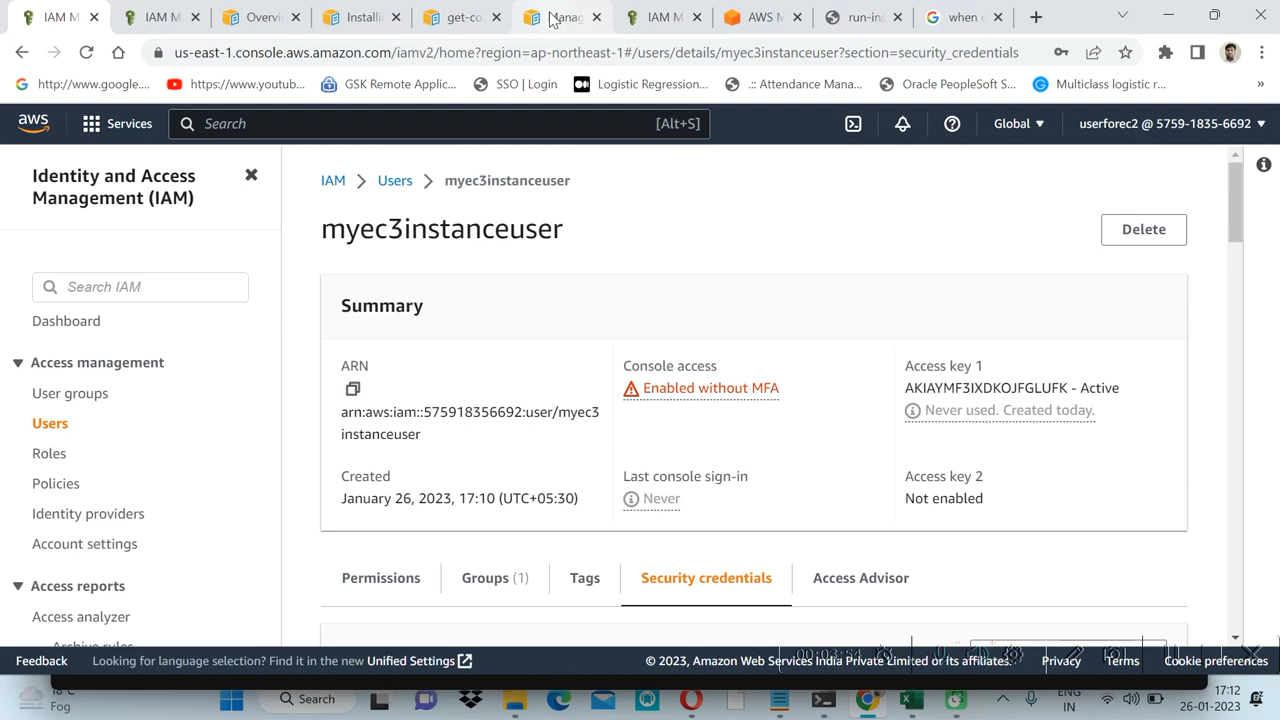 IAM M
IAM M
Overvi
Installi
get-co
Manag
IAM M
AWS M
run-ins
when
us-east-1.console.aws.amazon.com/iamv2/home?region=ap-northeast-1#/users/details/myec3instanceuser?section=security_credentials
http://www.google....
https://www.youtub...
GSK Remote Applic...
SSO | Login
Logistic Regression...
.:: Attendance Mana...
Oracle PeopleSoft S...
Multiclass logistic r...
»
aws
Services
Search
[Alt+S]
Global
userforec2 @ 5759-1835-6692
Identity and Access
Management (IAM)
Search IAM
Dashboard
Access management
User groups
Users
Roles
Policies
Identity providers
Account settings
Access reports
Access analyzer
Archive rules
IAM
Users
myec3instanceuser
myec3instanceuser
Delete
Summary
ARN
arn:aws:iam::575918356692:user/myec3
instanceuser
Console access
Enabled without MFA
Access key 1
AKIAYMF3IXDKOJFGLUFK - Active
Never used. Created today.
Created
January 26, 2023, 17:10 (UTC+05:30)
Last console sign-in
Never
Access key 2
Not enabled
Permissions
Groups (1)
Tags
Security credentials
Access Advisor
Feedback
Looking for language selection? Find it in the new Unified Settings
© 2023, Amazon Web Services India Private Limited or its affiliates.
Privacy
Terms
Cookie preferences
00:03:54
18°C
Fog
Search
ENG
IN
17:12
26-01-2023